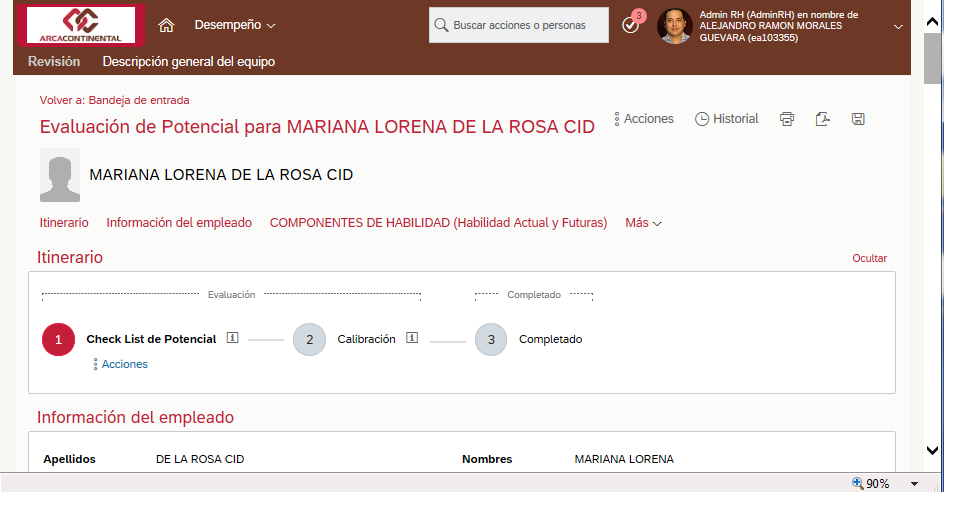 ARCACONTINENTAL
Desempeño
Buscar acciones o personas
3
Admin RH (AdminRH) en nombre de
ALEJANDRO RAMON MORALES
GUEVARA (ea103355)
Revisión
Descripción general del equipo
Volver a: Bandeja de entrada
Evaluación de Potencial para MARIANA LORENA DE LA ROSA CID
Acciones
Historial
MARIANA LORENA DE LA ROSA CID
Itinerario
Información del empleado
COMPONENTES DE HABILIDAD (Habilidad Actual y Futuras)
Más
Itinerario
Ocultar
Evaluación
Completado
1
Check List de Potencial
2
Calibración
3
Completado
Acciones
Información del empleado
Apellidos
DE LA ROSA CID
Nombres
MARIANA LORENA
90%